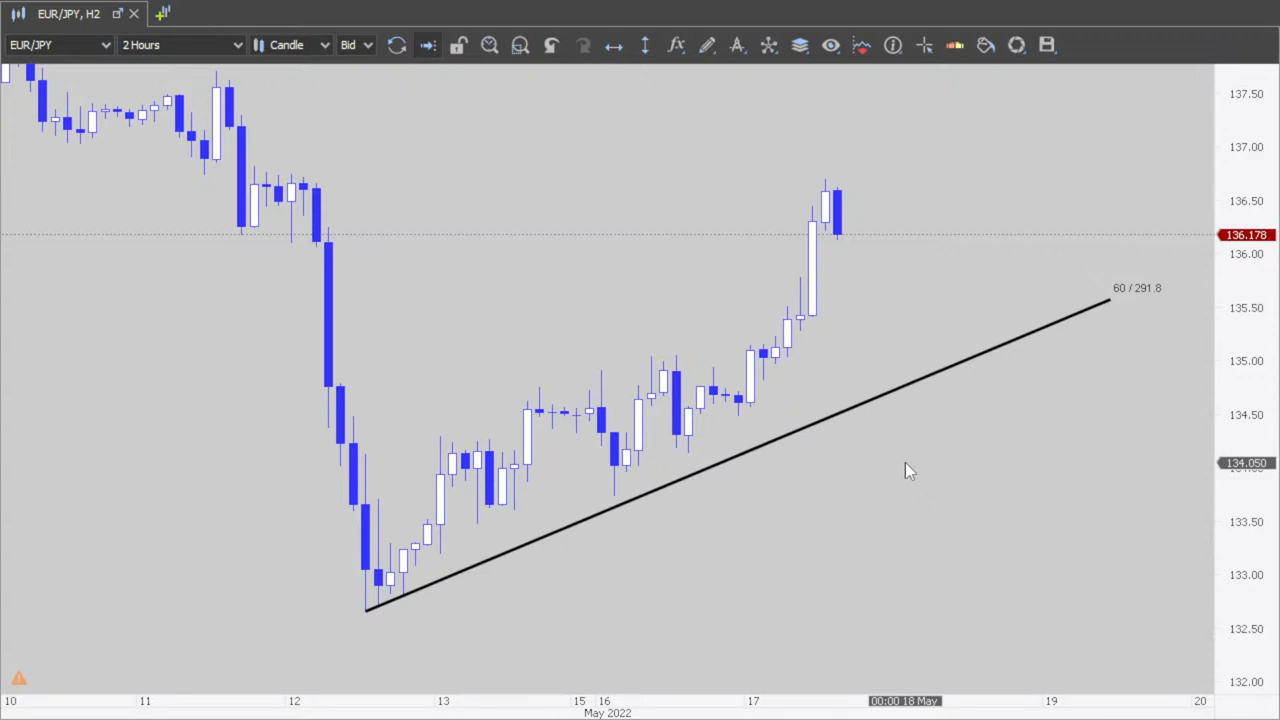 EUR/JPY, H2
EUR/JPY 2 Hours Candle Bid
137.50
137.00
136.50
136.178
136.00
60 / 291.8
135.50
135.00
134.50
134.050
133.50
133.00
132.50
132.00
10 11 12 13 15 16 17 00:00 18 May 19 20
May 2022